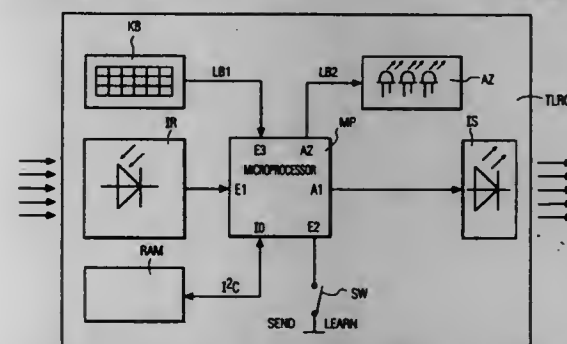 KB
LB1
LB2
AZ
TLRC
MP
IR
IS
E3 A2
MICROPROCESSOR
E1
A1
IO E2
RAM
I²C
SW
SEND LEARN